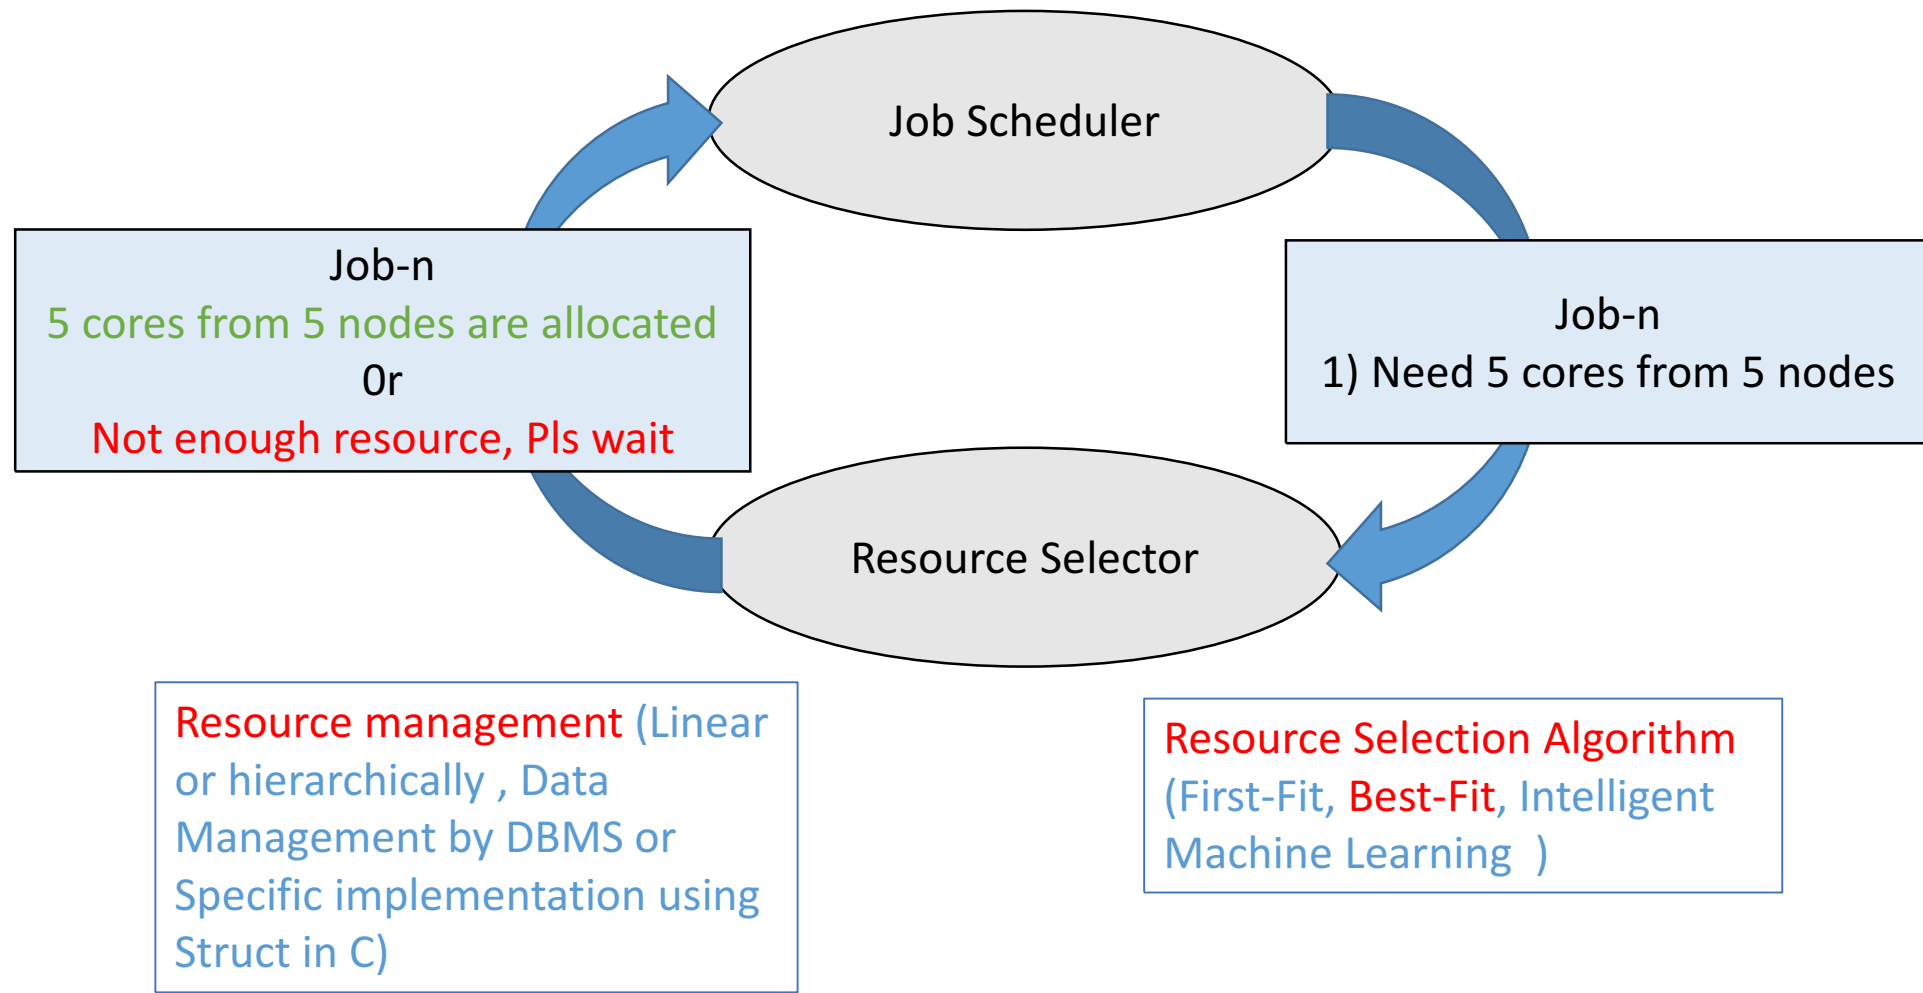 Job Scheduler
Job-n
5 cores from 5 nodes are allocated
0r
Not enough resource, Pls wait
Job-n
1) Need 5 cores from 5 nodes
Resource Selector
Resource management (Linear
or hierarchically , Data
Management by DBMS or
Specific implementation using
Struct in C)
Resource Selection Algorithm
(First-Fit, Best-Fit, Intelligent
Machine Learning  )